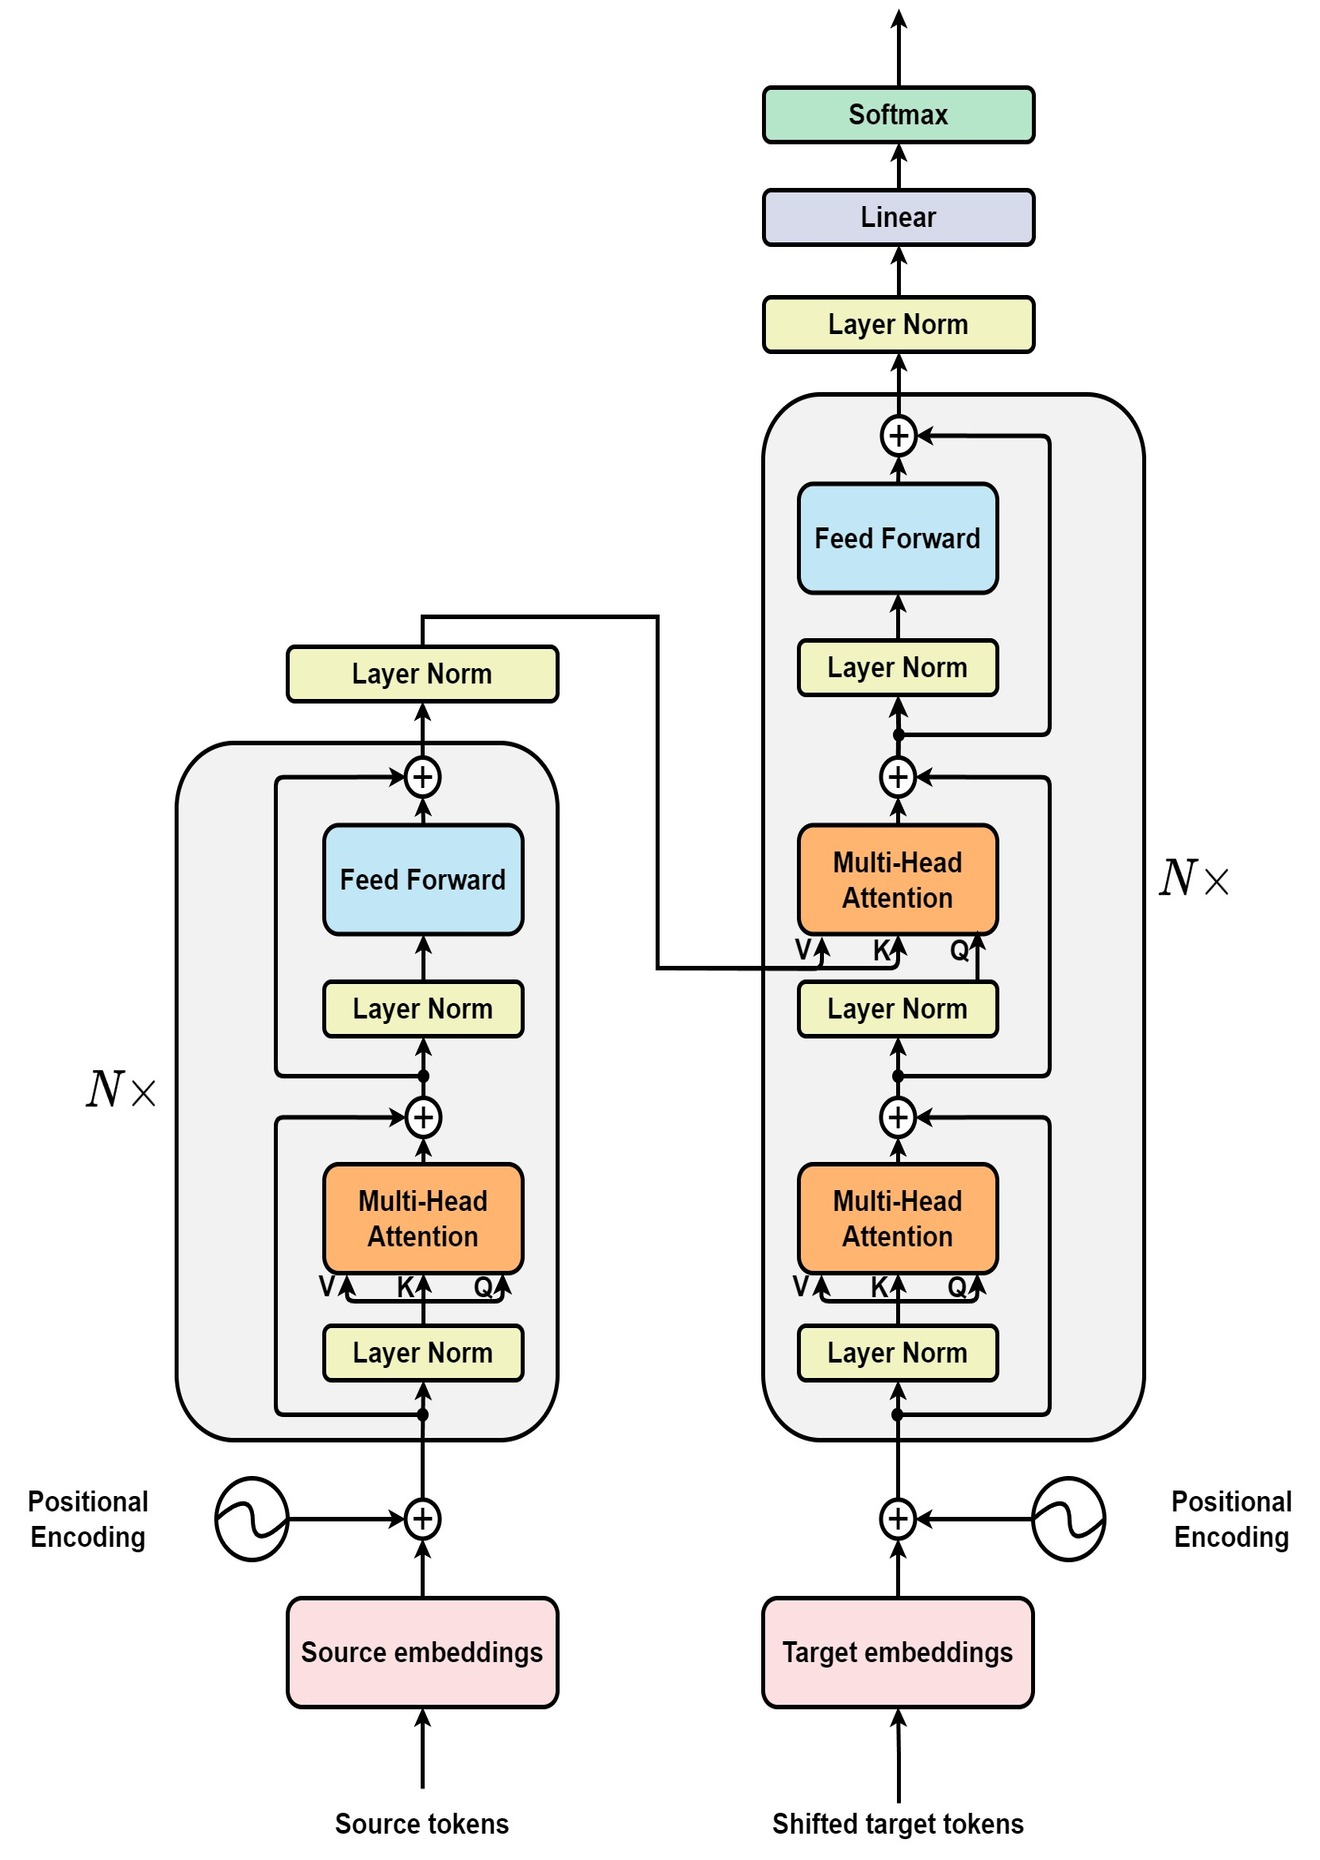 Softmax
Linear
Layer Norm
Feed Forward
Layer Norm
Multi-Head
Attention
V K Q
Layer Norm
Multi-Head
Attention
V K Q
Layer Norm
N×
Layer Norm
Feed Forward
Layer Norm
Multi-Head
Attention
V K Q
Layer Norm
N×
Positional
Encoding
Positional
Encoding
Source embeddings
Target embeddings
Source tokens
Shifted target tokens